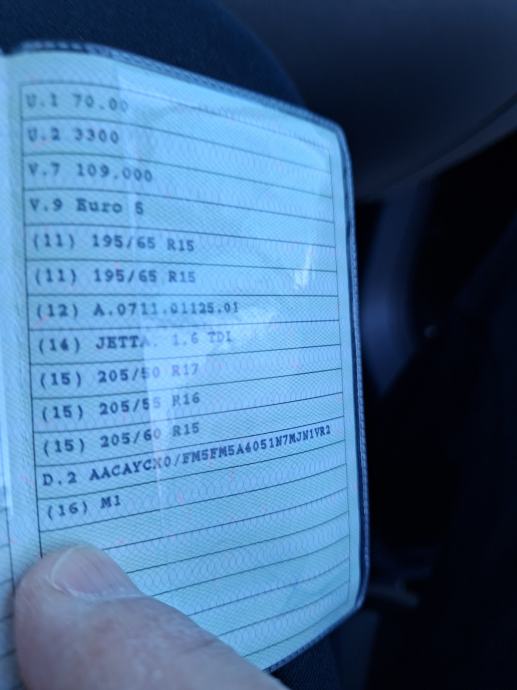 U.1 70.00
U.2 3300
V.7 109,000
V.9 Euro 5
(11) 195/65 R15
(11) 195/65 R15
(12) A.0711.01125.01
(14) JETTA. 1.6 TDI
(15) 205/50 R17
(15) 205/55 R16
(15) 205/60 R15
D.2 AACAYCX0/FM5FM5A4051N7MJN1VR2
(16) M1